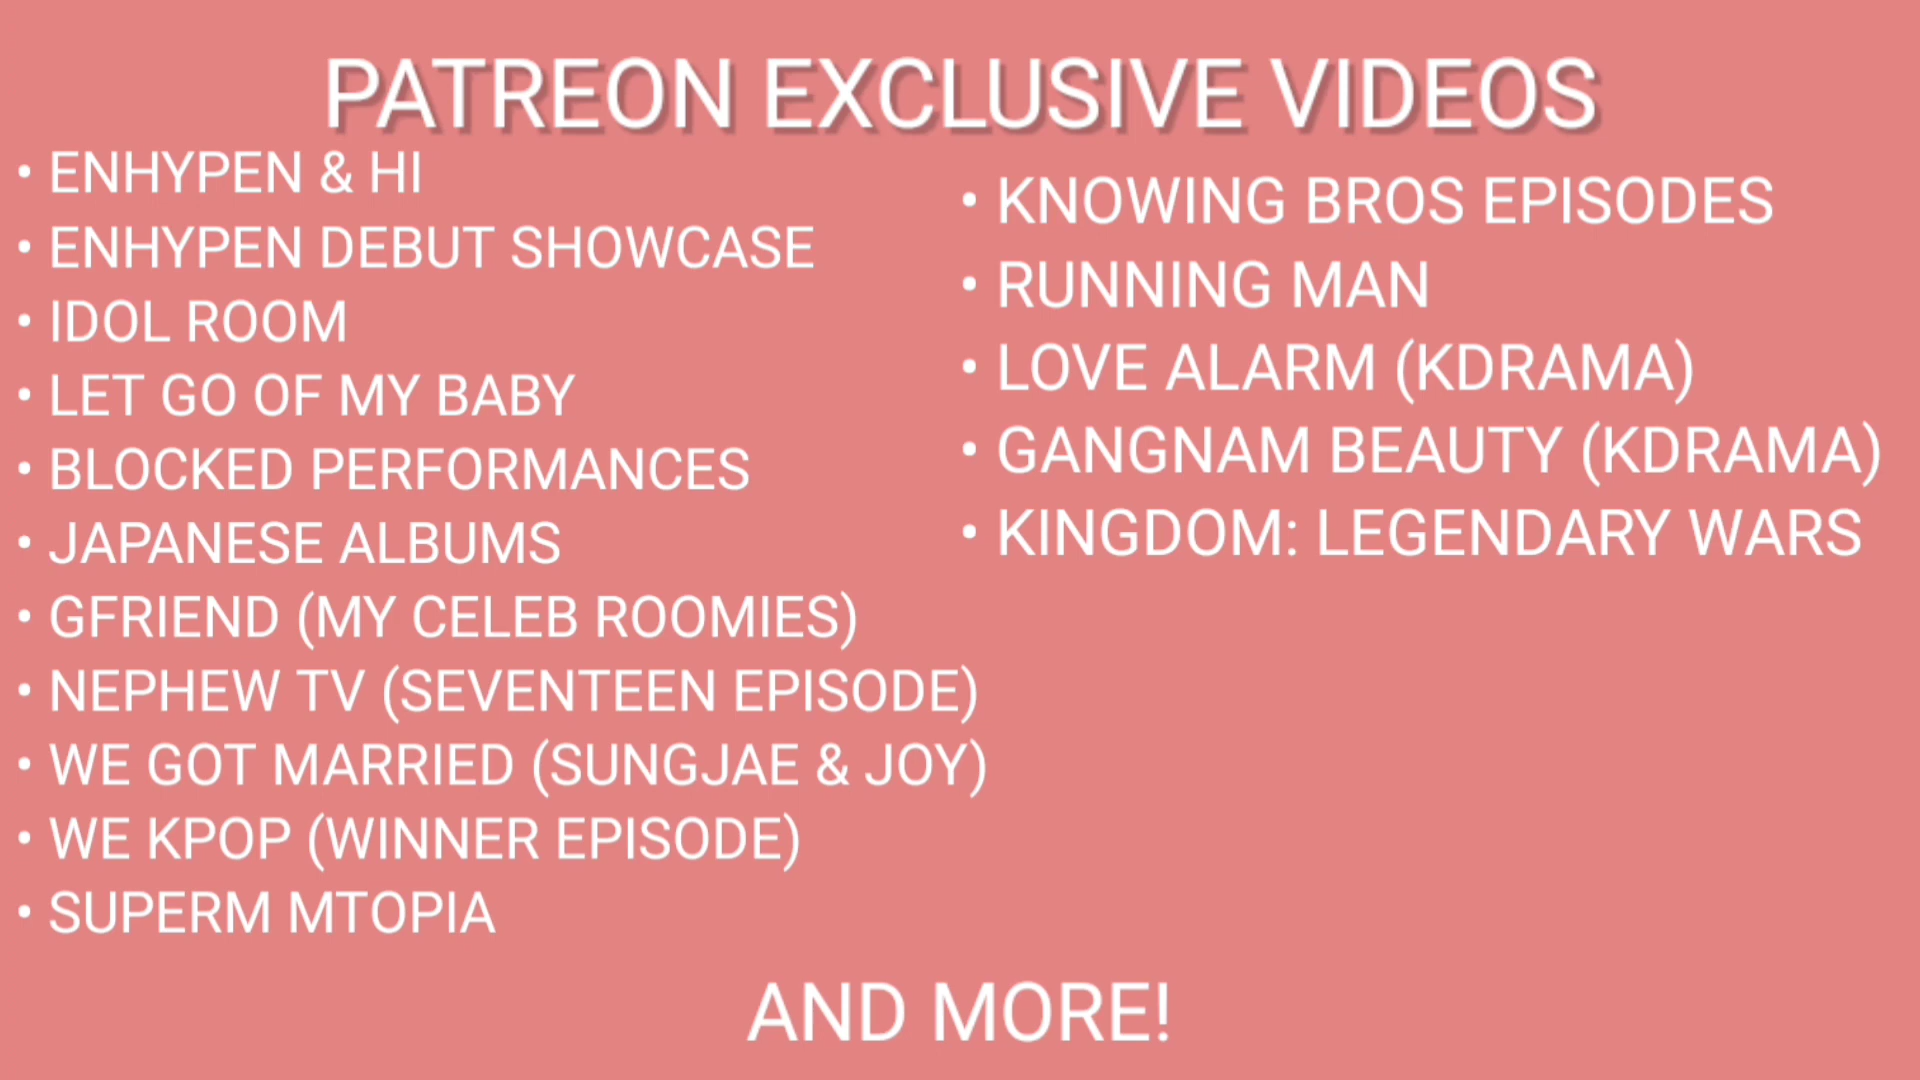 PATREON EXCLUSIVE VIDEOS
• ENHYPEN & HI
• ENHYPEN DEBUT SHOWCASE
• IDOL ROOM
• LET GO OF MY BABY
• BLOCKED PERFORMANCES
• JAPANESE ALBUMS
• GFRIEND (MY CELEB ROOMIES)
• NEPHEW TV (SEVENTEEN EPISODE)
• WE GOT MARRIED (SUNGJAE & JOY)
• WE KPOP (WINNER EPISODE)
• SUPERM MTOPIA
• KNOWING BROS EPISODES
• RUNNING MAN
• LOVE ALARM (KDRAMA)
• GANGNAM BEAUTY (KDRAMA)
• KINGDOM: LEGENDARY WARS
AND MORE!